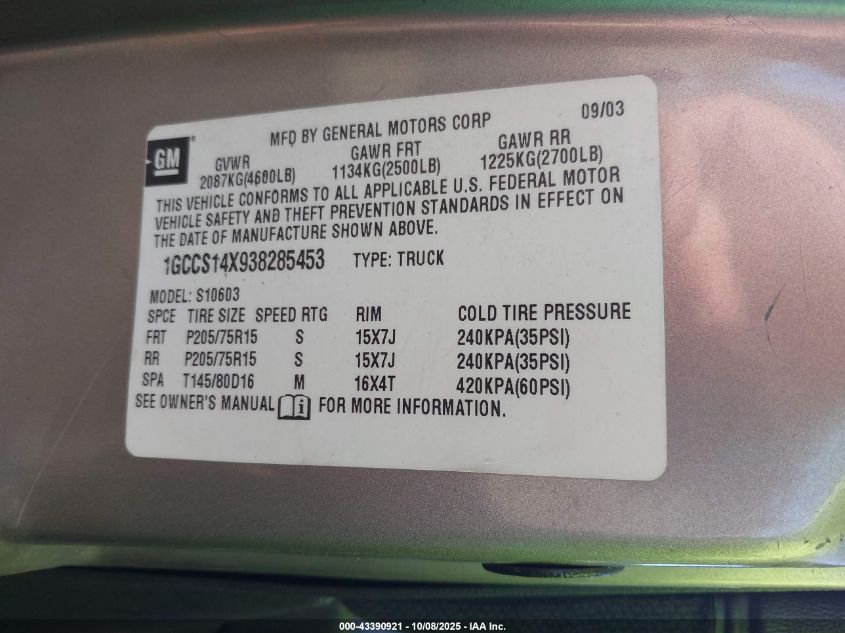 MFD BY GENERAL MOTORS CORP 09/03
GM
GVWR GAWR FRT GAWR RR
2087KG(4600LB) 1134KG(2500LB) 1225KG(2700LB)
THIS VEHICLE CONFORMS TO ALL APPLICABLE U.S. FEDERAL MOTOR
VEHICLE SAFETY AND THEFT PREVENTION STANDARDS IN EFFECT ON
THE DATE OF MANUFACTURE SHOWN ABOVE.
1GCCS14X938285453 TYPE: TRUCK
MODEL: S10603
SPCE TIRE SIZE SPEED RTG RIM COLD TIRE PRESSURE
FRT P205/75R15 S 15X7J 240KPA(35PSI)
RR P205/75R15 S 15X7J 240KPA(35PSI)
SPA T145/80D16 M 16X4T 420KPA(60PSI)
SEE OWNER'S MANUAL i FOR MORE INFORMATION.
000-43390921 - 10/08/2025 - IAA Inc.